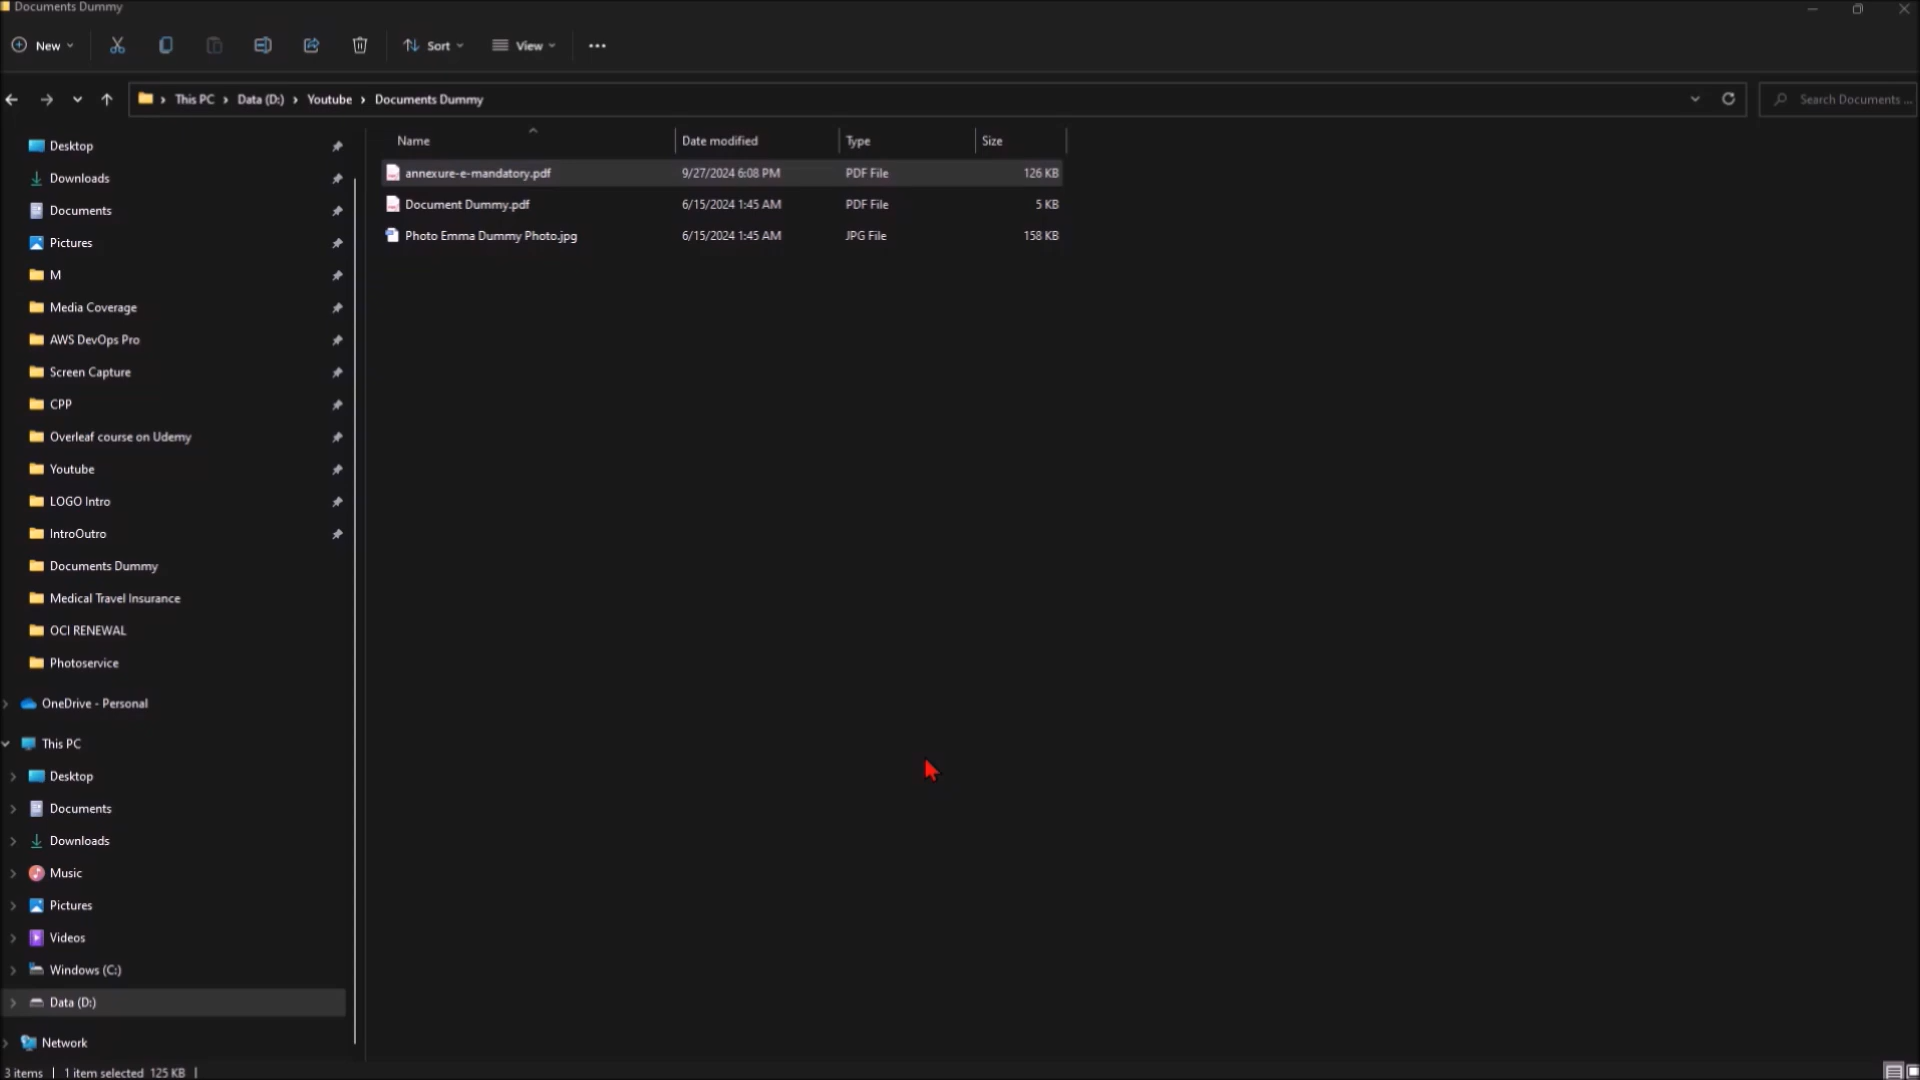 Documents Dummy
New
Sort
View
This PC
Data (D:)
Youtube
Documents Dummy
Search Documents ...
Name
Date modified
Type
Size
annexure-e-mandatory.pdf
9/27/2024 6:08 PM
PDF File
126 KB
Document Dummy.pdf
6/15/2024 1:45 AM
PDF File
5 KB
Photo Emma Dummy Photo.jpg
6/15/2024 1:45 AM
JPG File
158 KB
Desktop
Downloads
Documents
Pictures
M
Media Coverage
AWS DevOps Pro
Screen Capture
CPP
Overleaf course on Udemy
Youtube
LOGO Intro
IntroOutro
Documents Dummy
Medical Travel Insurance
OCI RENEWAL
Photoservice
OneDrive - Personal
This PC
Desktop
Documents
Downloads
Music
Pictures
Videos
Windows (C:)
Data (D:)
Network
3 items | 1 item selected 125 KB |